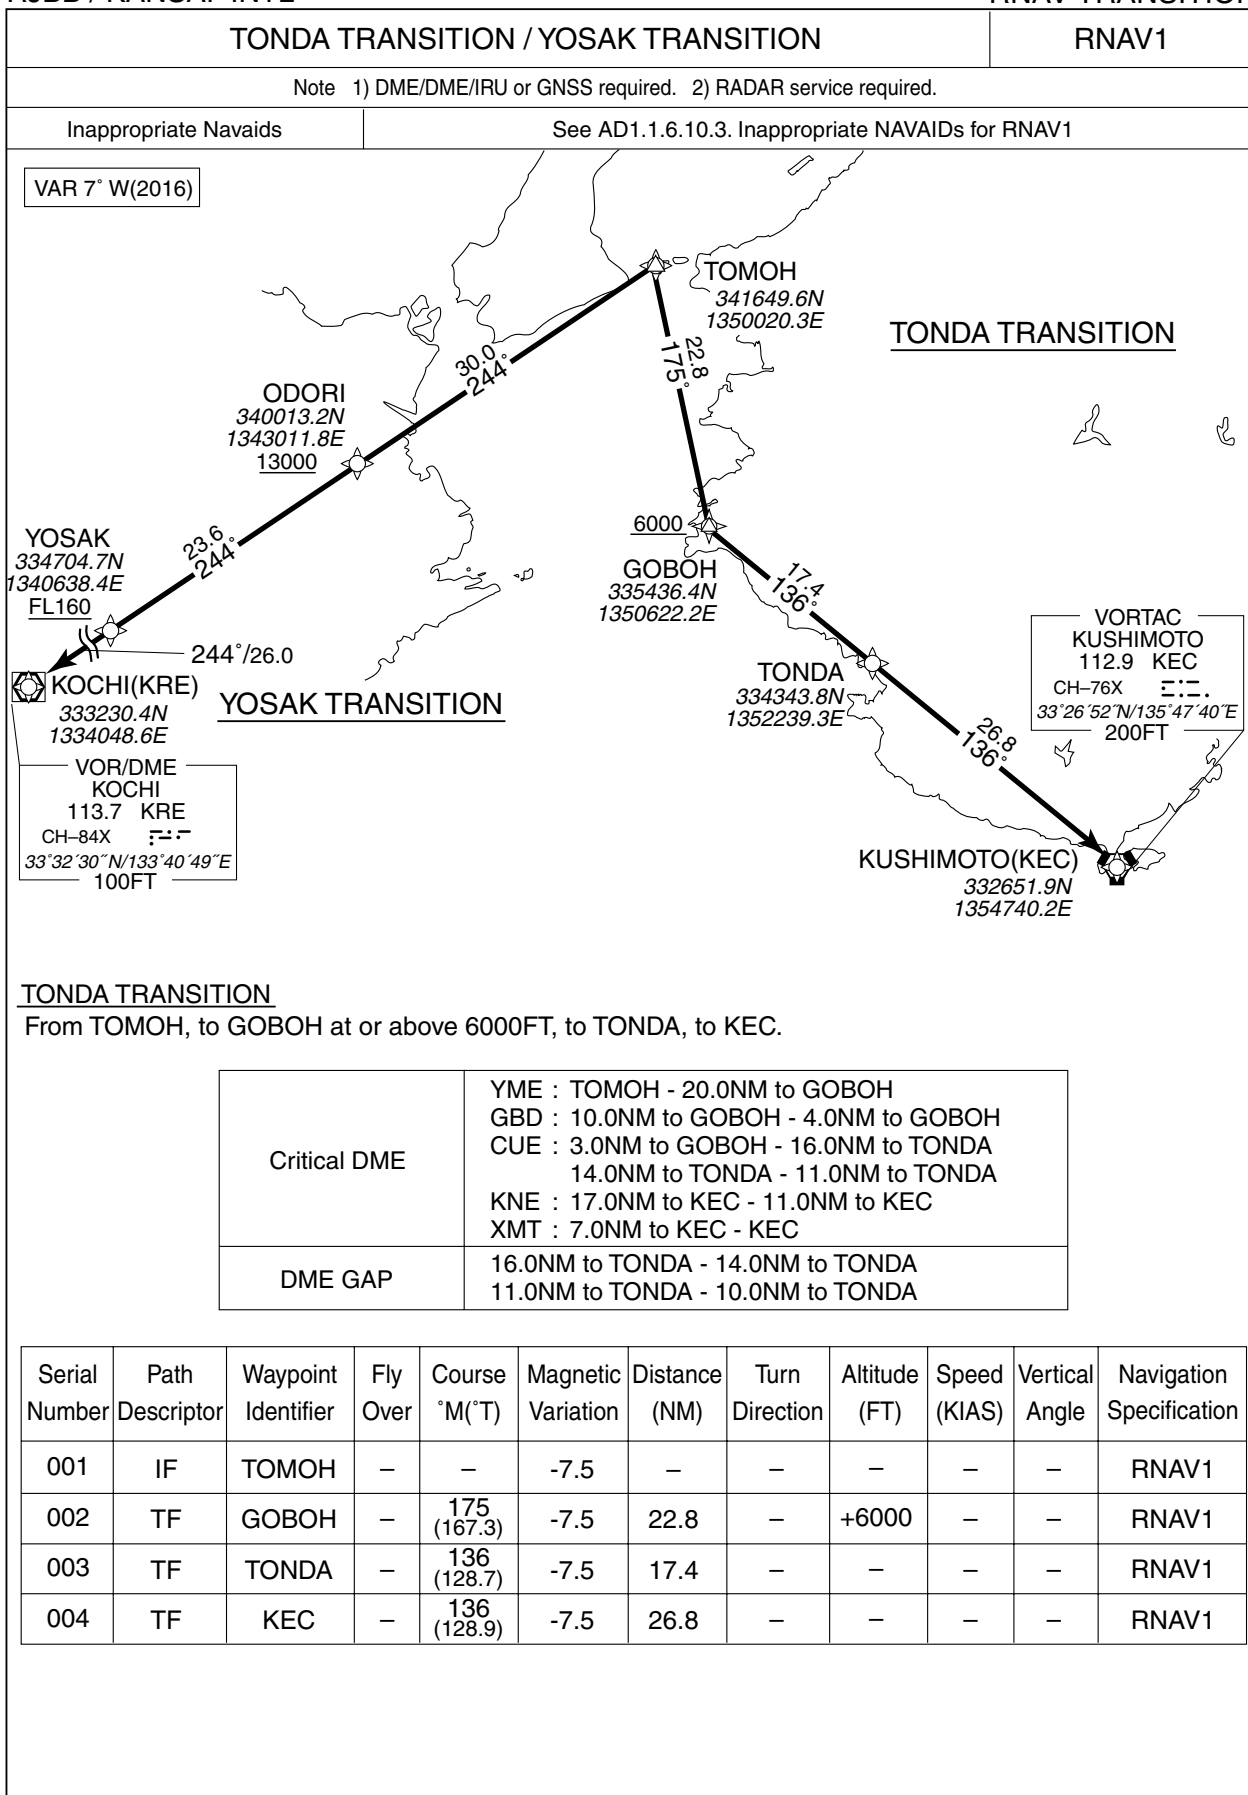 TONDA TRANSITION / YOSAK TRANSITION
RNAV1
Note 1) DME/DME/IRU or GNSS required. 2) RADAR service required.
Inappropriate Navaids
See AD1.1.6.10.3. Inappropriate NAVAIDs for RNAV1
VAR 7˚ W(2016)
TOMOH
341649.6N
1350020.3E
TONDA TRANSITION
22.8
175˚
30.0
244˚
ODORI
340013.2N
1343011.8E
13000
YOSAK
334704.7N
1340638.4E
FL160
23.6
244˚
6000
GOBOH
335436.4N
1350622.2E
17.4
136˚
VORTAC
KUSHIMOTO
112.9 KEC
CH–76X
33˚26´52˝N/135˚47´40˝E
200FT
244˚/26.0
KOCHI(KRE)
333230.4N
1334048.6E
YOSAK TRANSITION
TONDA
334343.8N
1352239.3E
26.8
136˚
VOR/DME
KOCHI
113.7 KRE
CH–84X
33˚32´30˝N/133˚40´49˝E
100FT
KUSHIMOTO(KEC)
332651.9N
1354740.2E
TONDA TRANSITION
From TOMOH, to GOBOH at or above 6000FT, to TONDA, to KEC.
Critical DME
YME : TOMOH - 20.0NM to GOBOH
GBD : 10.0NM to GOBOH - 4.0NM to GOBOH
CUE : 3.0NM to GOBOH - 16.0NM to TONDA
14.0NM to TONDA - 11.0NM to TONDA
KNE : 17.0NM to KEC - 11.0NM to KEC
XMT : 7.0NM to KEC - KEC
DME GAP
16.0NM to TONDA - 14.0NM to TONDA
11.0NM to TONDA - 10.0NM to TONDA
Serial Number Path Descriptor Waypoint Identifier Fly Over Course ˚M(˚T) Magnetic Variation Distance (NM) Turn Direction Altitude (FT) Speed (KIAS) Vertical Angle Navigation Specification
001 IF TOMOH – – -7.5 – – – – – RNAV1
002 TF GOBOH – 175 (167.3) -7.5 22.8 – +6000 – – RNAV1
003 TF TONDA – 136 (128.7) -7.5 17.4 – – – – RNAV1
004 TF KEC – 136 (128.9) -7.5 26.8 – – – – RNAV1